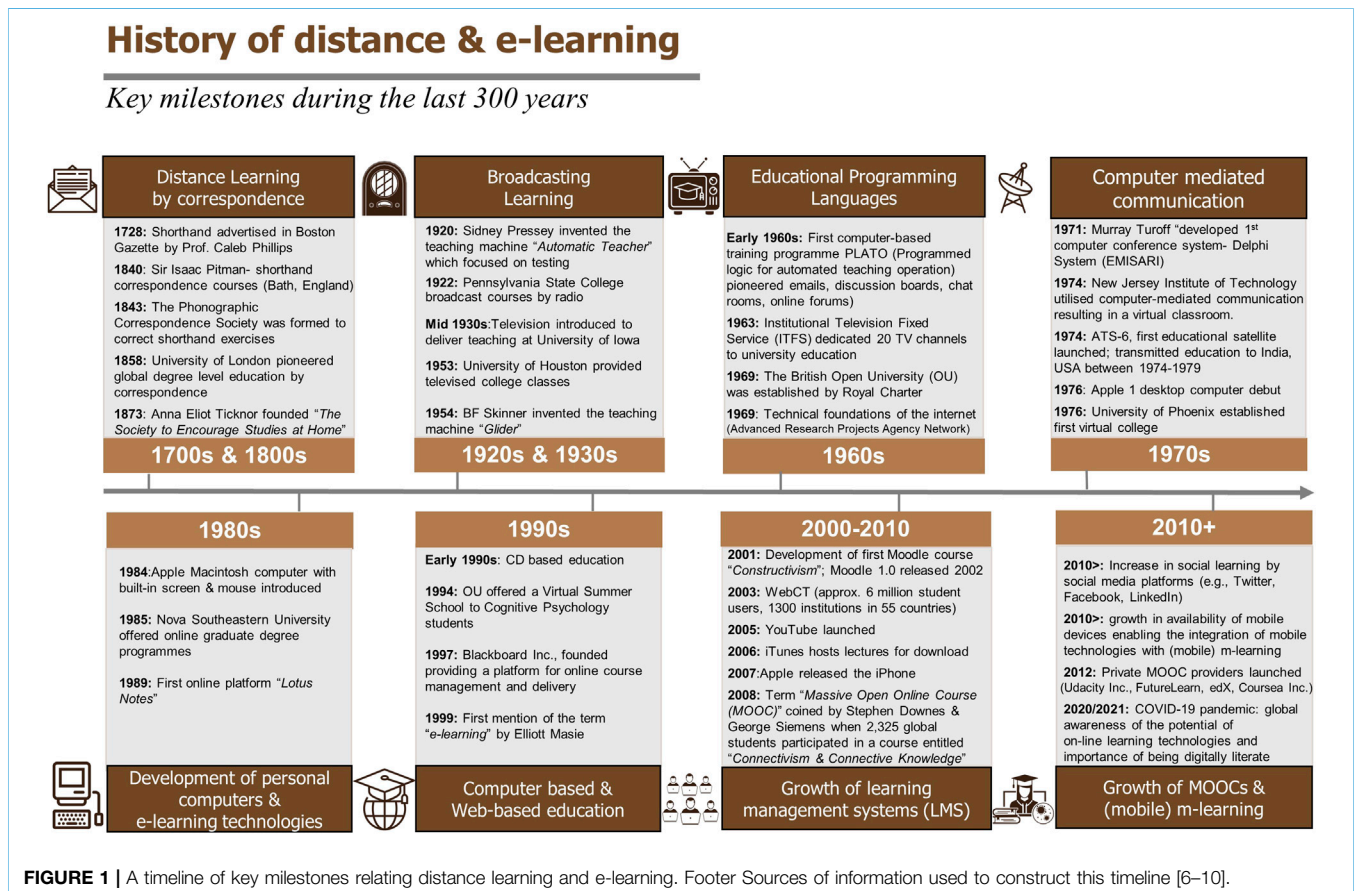 History of distance & e-learning
Key milestones during the last 300 years
Distance Learning
by correspondence
1728: Shorthand advertised in Boston
Gazette by Prof. Caleb Phillips
1840: Sir Isaac Pitman- shorthand
correspondence courses (Bath, England)
1843: The Phonographic
Correspondence Society was formed to
correct shorthand exercises
1858: University of London pioneered
global degree level education by
correspondence
1873: Anna Eliot Ticknor founded “The
Society to Encourage Studies at Home”
1700s & 1800s
Broadcasting
Learning
1920: Sidney Pressey invented the
teaching machine “Automatic Teacher”
which focused on testing
1922: Pennsylvania State College
broadcast courses by radio
Mid 1930s:Television introduced to
deliver teaching at University of Iowa
1953: University of Houston provided
televised college classes
1954: BF Skinner invented the teaching
machine “Glider”
1920s & 1930s
Educational Programming
Languages
Early 1960s: First computer-based
training programme PLATO (Programmed
logic for automated teaching operation)
pioneered emails, discussion boards, chat
rooms, online forums)
1963: Institutional Television Fixed
Service (ITFS) dedicated 20 TV channels
to university education
1969: The British Open University (OU)
was established by Royal Charter
1969: Technical foundations of the internet
(Advanced Research Projects Agency Network)
1960s
Computer mediated
communication
1971: Murray Turoff “developed 1st
computer conference system- Delphi
System (EMISARI)
1974: New Jersey Institute of Technology
utilised computer-mediated communication
resulting in a virtual classroom.
1974: ATS-6, first educational satellite
launched; transmitted education to India,
USA between 1974-1979
1976: Apple 1 desktop computer debut
1976: University of Phoenix established
first virtual college
1970s
1980s
1984:Apple Macintosh computer with
built-in screen & mouse introduced
1985: Nova Southeastern University
offered online graduate degree
programmes
1989: First online platform “Lotus
Notes”
Development of personal
computers &
e-learning technologies
1990s
Early 1990s: CD based education
1994: OU offered a Virtual Summer
School to Cognitive Psychology
students
1997: Blackboard Inc., founded
providing a platform for online course
management and delivery
1999: First mention of the term
“e-learning” by Elliott Masie
Computer based &
Web-based education
2000-2010
2001: Development of first Moodle course
“Constructivism”; Moodle 1.0 released 2002
2003: WebCT (approx. 6 million student
users, 1300 institutions in 55 countries)
2005: YouTube launched
2006: iTunes hosts lectures for download
2007:Apple released the iPhone
2008: Term “Massive Open Online Course
(MOOC)” coined by Stephen Downes &
George Siemens when 2,325 global
students participated in a course entitled
“Connectivism & Connective Knowledge”
Growth of learning
management systems (LMS)
2010+
2010>: Increase in social learning by
social media platforms (e.g., Twitter,
Facebook, LinkedIn)
2010>: growth in availability of mobile
devices enabling the integration of mobile
technologies with (mobile) m-learning
2012: Private MOOC providers launched
(Udacity Inc., FutureLearn, edX, Coursea Inc.)
2020/2021: COVID-19 pandemic: global
awareness of the potential of
on-line learning technologies and
importance of being digitally literate
Growth of MOOCs &
(mobile) m-learning
FIGURE 1 | A timeline of key milestones relating distance learning and e-learning. Footer Sources of information used to construct this timeline [6–10].